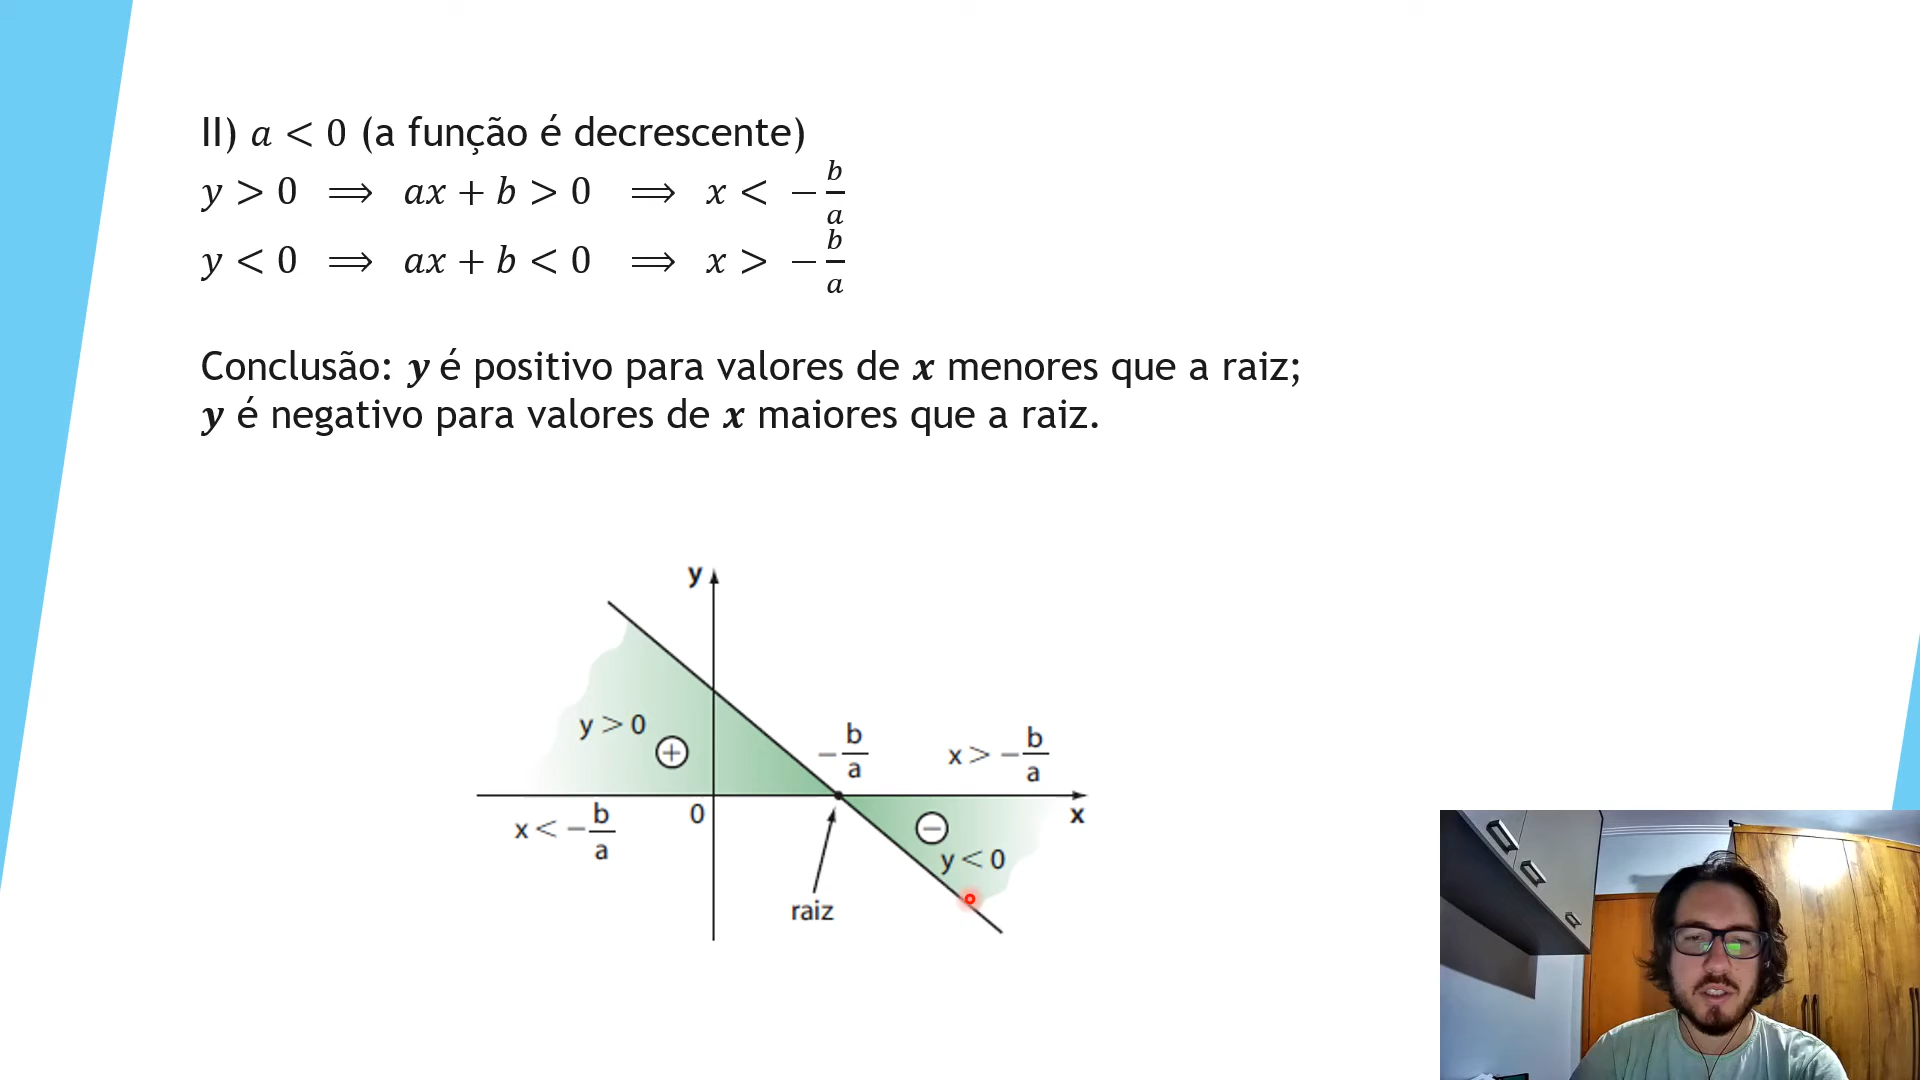 II) a < 0 (a função é decrescente)
y > 0 ⟹ ax + b > 0 ⟹ x < −b/a
y < 0 ⟹ ax + b < 0 ⟹ x > −b/a
Conclusão: y é positivo para valores de x menores que a raiz;
y é negativo para valores de x maiores que a raiz.
y
y > 0
+
−b/a
x > −b/a
x < −b/a
0
x
−
y < 0
raiz